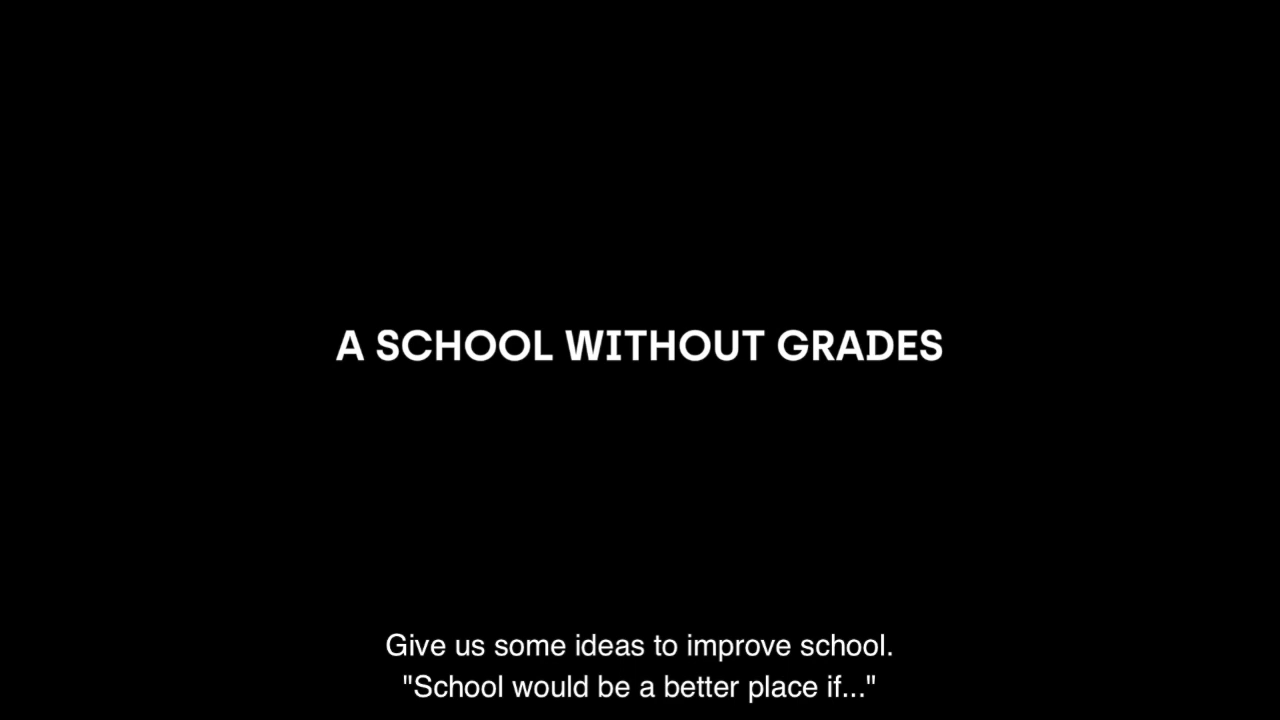 A SCHOOL WITHOUT GRADES
Give us some ideas to improve school.
"School would be a better place if..."